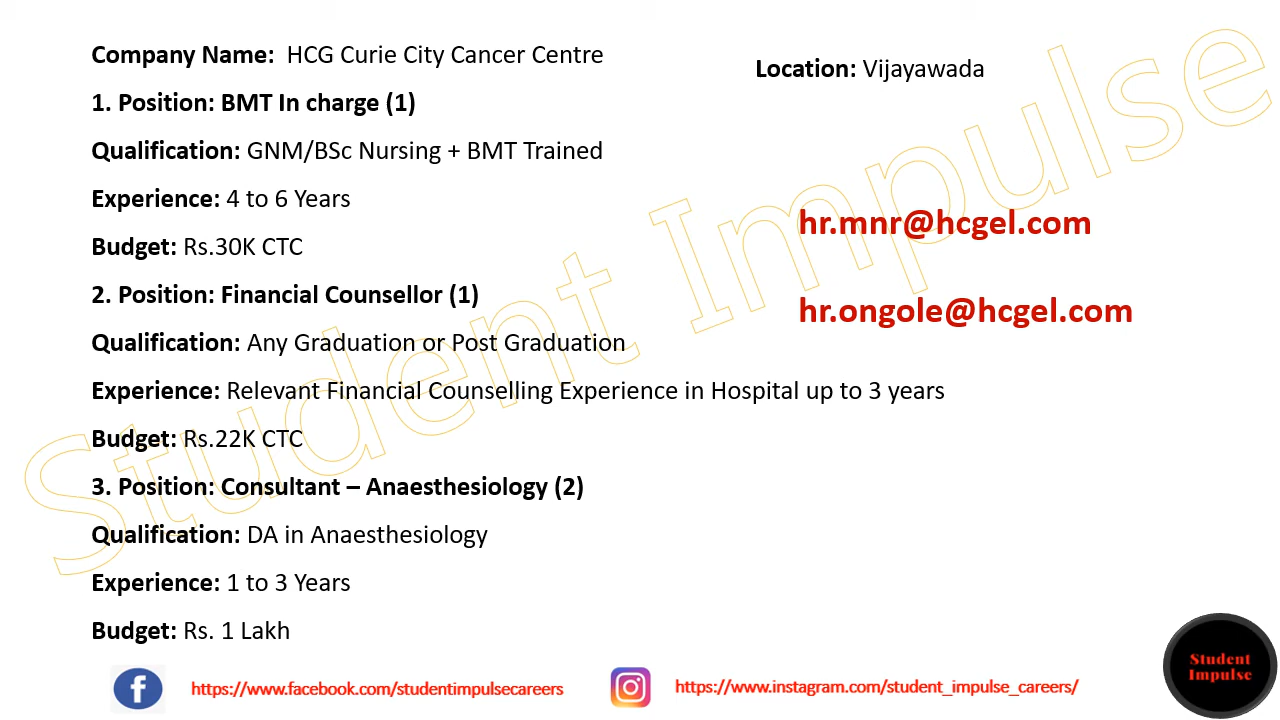 Company Name: HCG Curie City Cancer Centre
Location: Vijayawada
1. Position: BMT In charge (1)
Qualification: GNM/BSc Nursing + BMT Trained
Experience: 4 to 6 Years
hr.mnr@hcgel.com
Budget: Rs.30K CTC
2. Position: Financial Counsellor (1)
hr.ongole@hcgel.com
Qualification: Any Graduation or Post Graduation
Experience: Relevant Financial Counselling Experience in Hospital up to 3 years
Budget: Rs.22K CTC
3. Position: Consultant – Anaesthesiology (2)
Qualification: DA in Anaesthesiology
Experience: 1 to 3 Years
Budget: Rs. 1 Lakh
Student Impulse
https://www.facebook.com/studentimpulsecareers
https://www.instagram.com/student_impulse_careers/
Student
Impulse